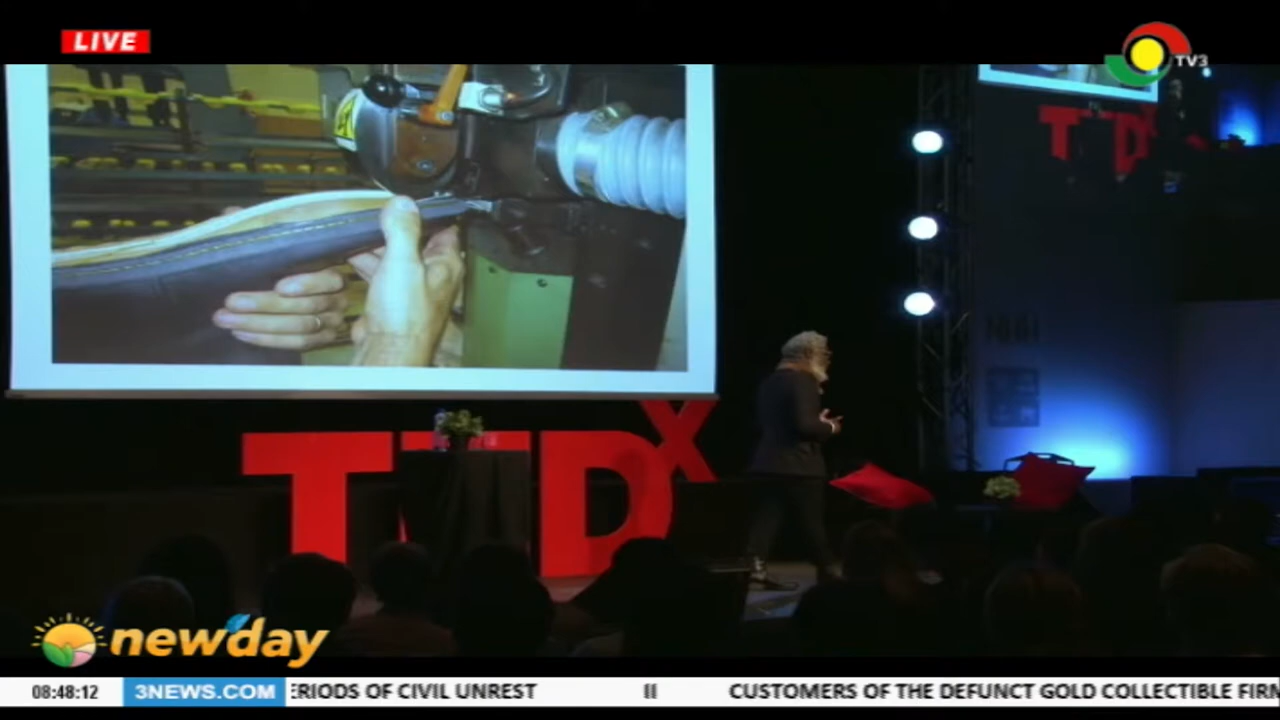 LIVE
TV3
TEDx
newday
08:48:12
3NEWS.COM
ERIODS OF CIVIL UNREST
CUSTOMERS OF THE DEFUNCT GOLD COLLECTIBLE FIRM